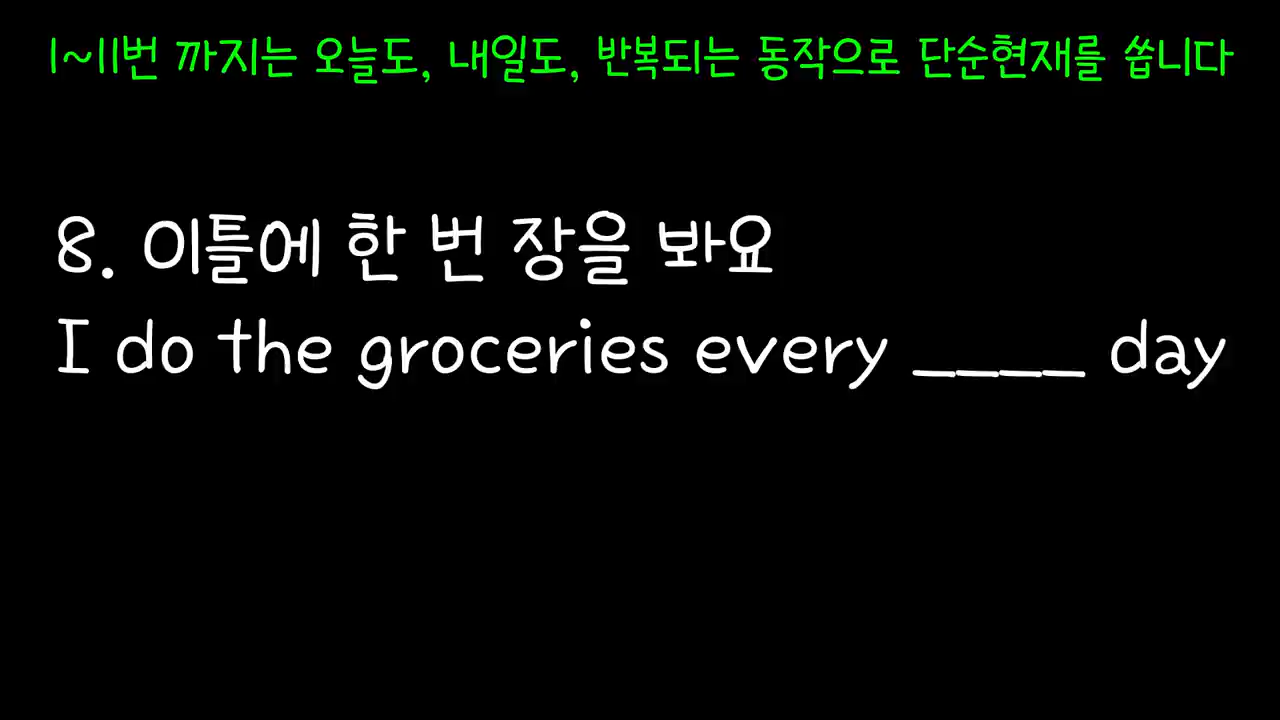 1~11번 까지는 오늘도, 내일도, 반복되는 동작으로 단순현재를 씁니다
8. 이틀에 한 번 장을 봐요
I do the groceries every ____ day